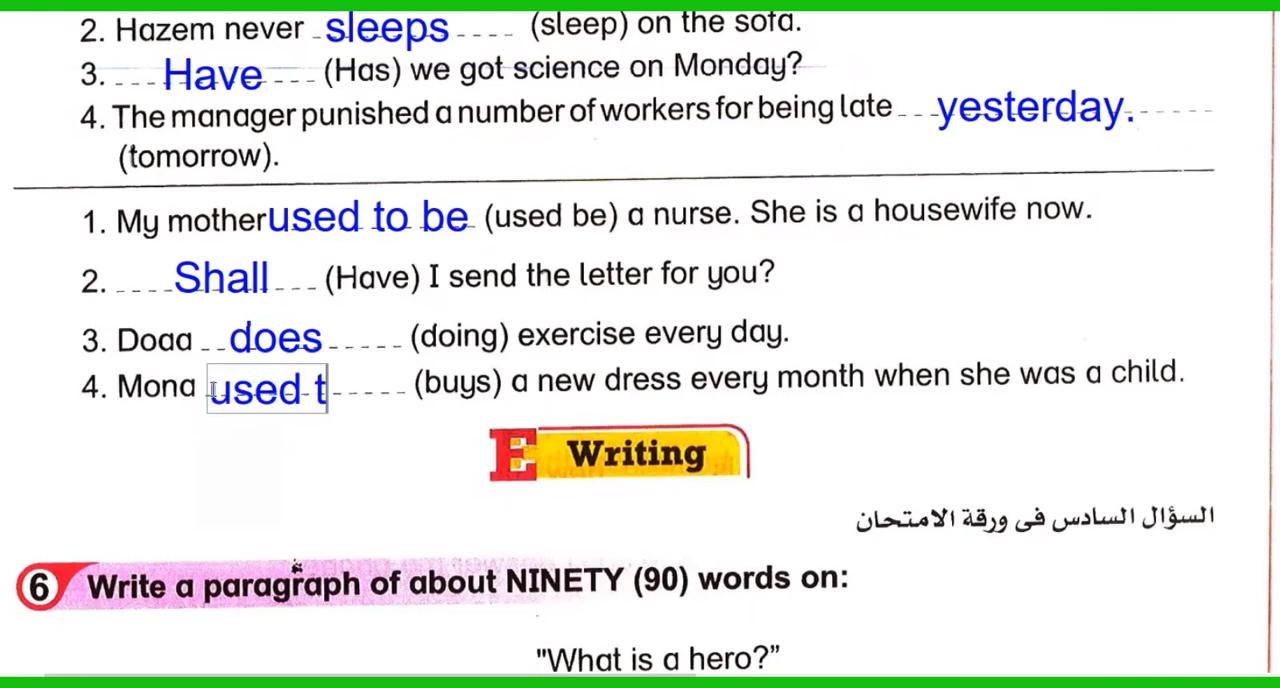 2. Hazem never sleeps (sleep) on the sofa.
3. Have (Has) we got science on Monday?
4. The manager punished a number of workers for being late yesterday.
(tomorrow).
1. My mother used to be (used be) a nurse. She is a housewife now.
2. Shall (Have) I send the letter for you?
3. Doaa does (doing) exercise every day.
4. Mona used t (buys) a new dress every month when she was a child.
E Writing
السؤال السادس فى ورقة الامتحان
6 Write a paragraph of about NINETY (90) words on:
"What is a hero?"